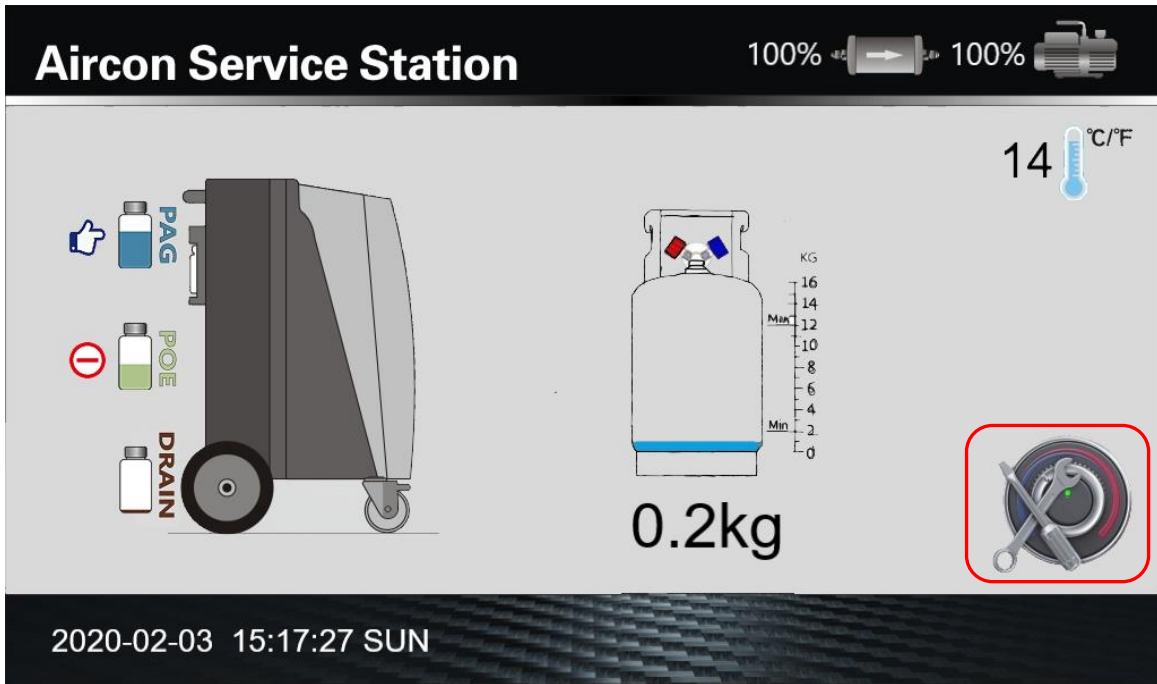 Aircon Service Station
100% 100%
14 ℃/℉
PAG
POE
DRAIN
KG
16
14
Max
12
10
8
6
4
Min
2
0
0.2kg
2020-02-03 15:17:27 SUN